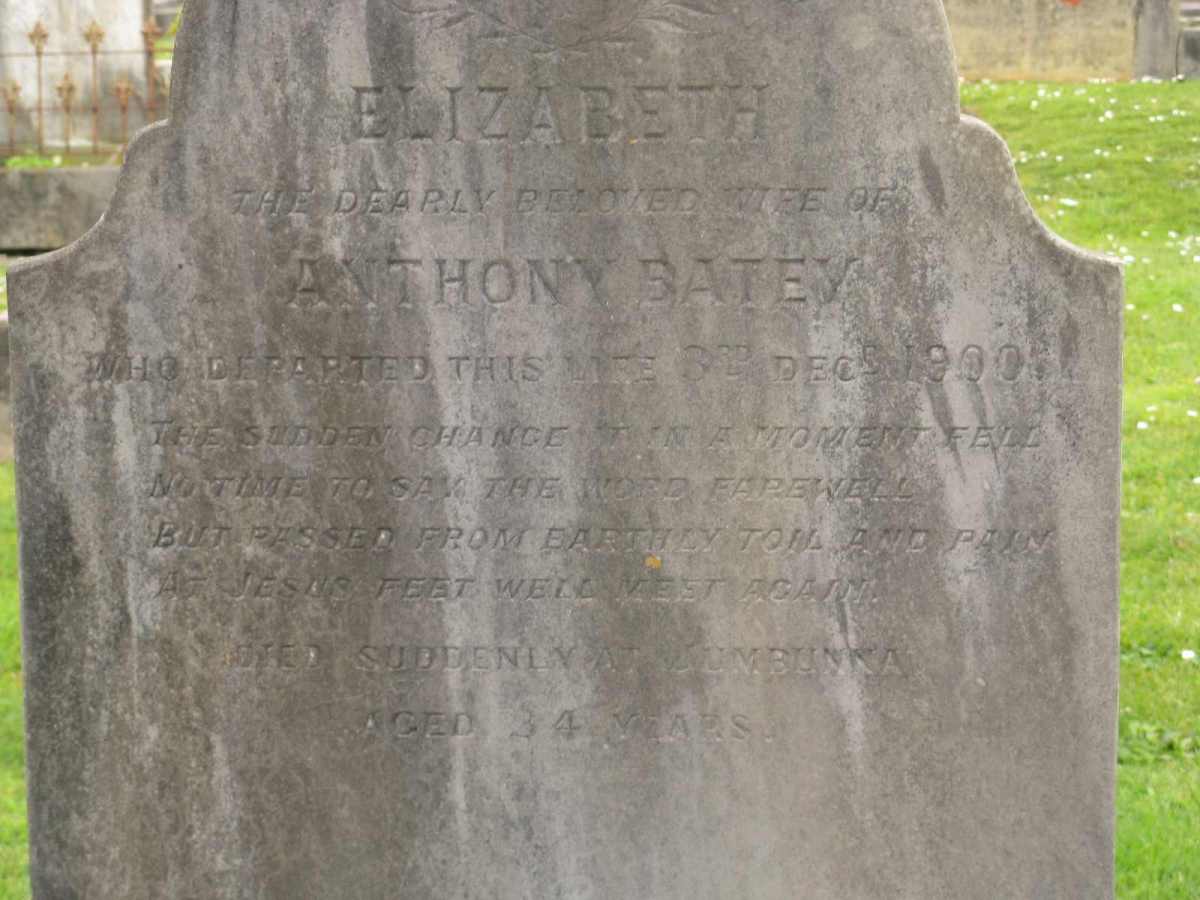 ELIZABETH
THE DEARLY BELOVED WIFE OF
ANTHONY BATEY
WHO DEPARTED THIS LIFE 8TH DECR 1900.
THE SUDDEN CHANGE IT IN A MOMENT FELL
NO TIME TO SAY THE WORD FAREWELL
BUT PASSED FROM EARTHLY TOIL AND PAIN
AT JESUS FEET WELL MEET AGAIN.
DIED SUDDENLY AT
AGED 34 YEARS.